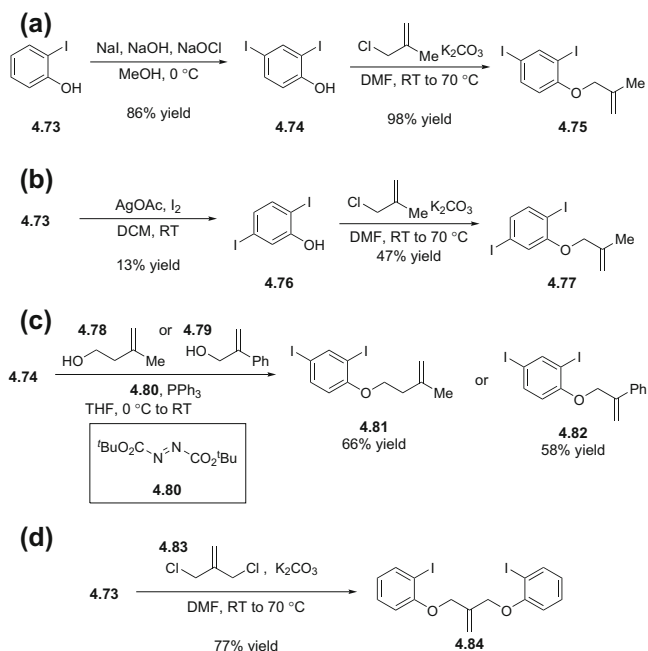 (a)
I
OH
4.73
NaI, NaOH, NaOCl
MeOH, 0 °C
86% yield
I
I
OH
4.74
Cl
Me
K₂CO₃
DMF, RT to 70 °C
98% yield
I
I
O
Me
4.75
(b)
4.73
AgOAc, I₂
DCM, RT
13% yield
I
I
OH
4.76
Cl
Me
K₂CO₃
DMF, RT to 70 °C
47% yield
I
I
O
Me
4.77
(c)
4.74
4.78 or 4.79
HO
Me
HO
Ph
4.80, PPh₃
THF, 0 °C to RT
ᵗBuO₂C
N
N
CO₂ᵗBu
4.80
I
I
O
Me
4.81
66% yield
or
I
I
O
Ph
4.82
58% yield
(d)
4.73
4.83
Cl
Cl , K₂CO₃
DMF, RT to 70 °C
77% yield
I
I
O
O
4.84